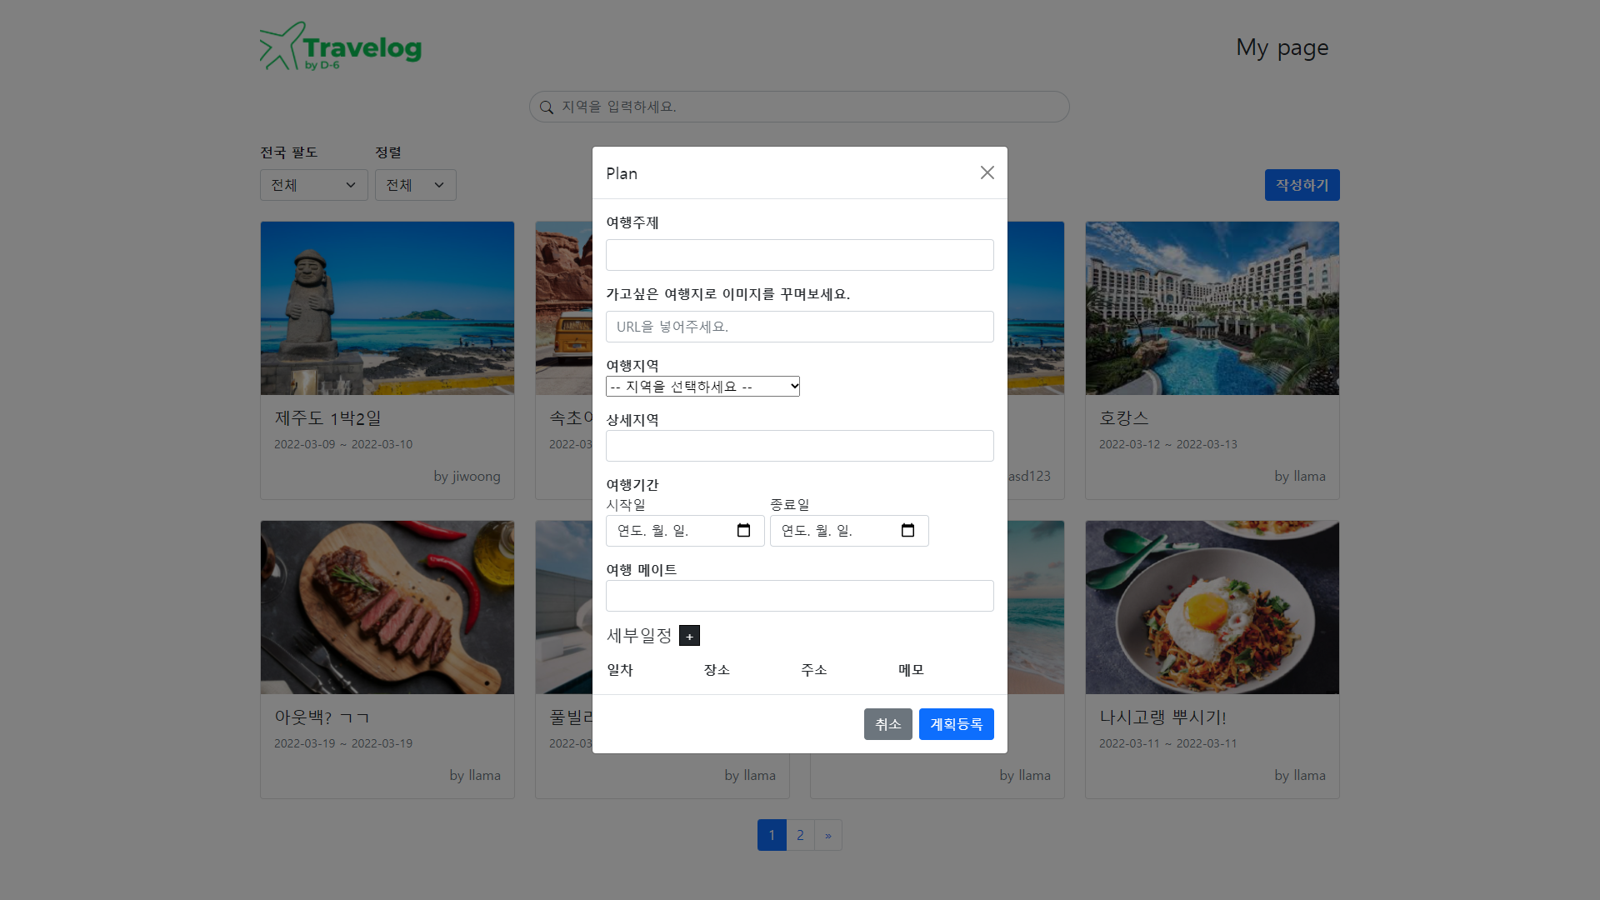 Travelog
by D-6
My page
지역을 입력하세요.
전국 팔도
정렬
전체
전체
작성하기
Plan
여행주제
가고싶은 여행지로 이미지를 꾸며보세요.
URL을 넣어주세요.
여행지역
-- 지역을 선택하세요 --
상세지역
여행기간
시작일
종료일
연도. 월. 일.
연도. 월. 일.
여행 메이트
세부일정 +
일차 장소 주소 메모
취소
계획등록
제주도 1박2일
2022-03-09 ~ 2022-03-10
by jiwoong
속초
2022-03
asd123
호캉스
2022-03-12 ~ 2022-03-13
by llama
아웃백? ㄱㄱ
2022-03-19 ~ 2022-03-19
by llama
풀빌
2022-03
by llama
by llama
나시고랭 뿌시기!
2022-03-11 ~ 2022-03-11
by llama
1 2 »